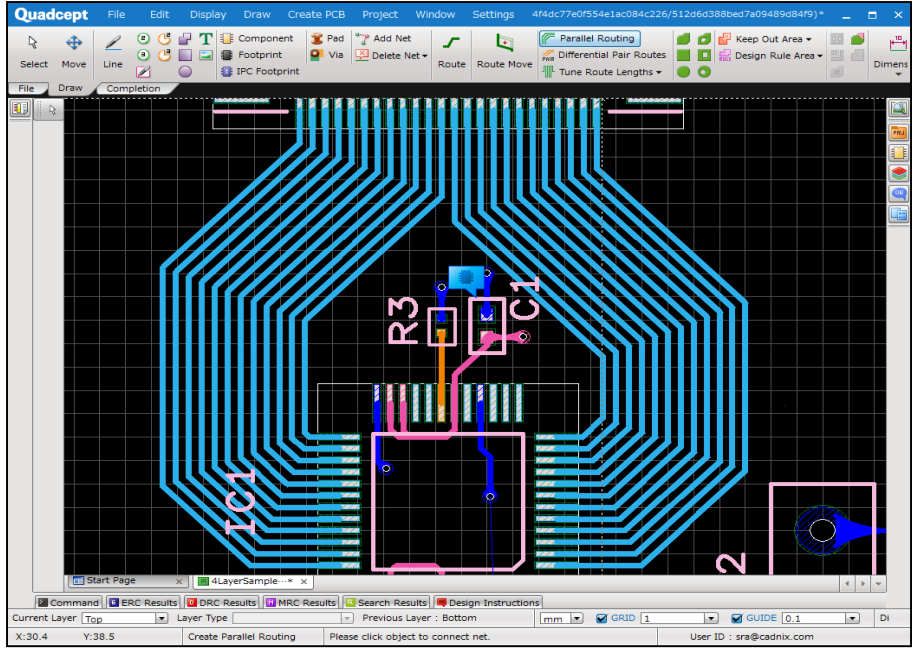 Quadcept File Edit Display Draw Create PCB Project Window Settings 4f4dc77e0f554e1ac084c226/512d6d388bed7a09489d84f9)*
Select Move Line T Component Footprint IPC Footprint Pad Via Add Net Delete Net Route Route Move Parallel Routing Differential Pair Routes Tune Route Lengths Keep Out Area Design Rule Area Dimens
File Draw Completion
PRJ
R3
C1
IC1
2
Start Page × 4LayerSample···* ×
Command ERC Results DRC Results MRC Results Search Results Design Instructions
Current Layer Top Layer Type Previous Layer : Bottom mm GRID 1 GUIDE 0.1 Di
X:30.4 Y:38.5 Create Parallel Routing Please click object to connect net. User ID : sra@cadnix.com